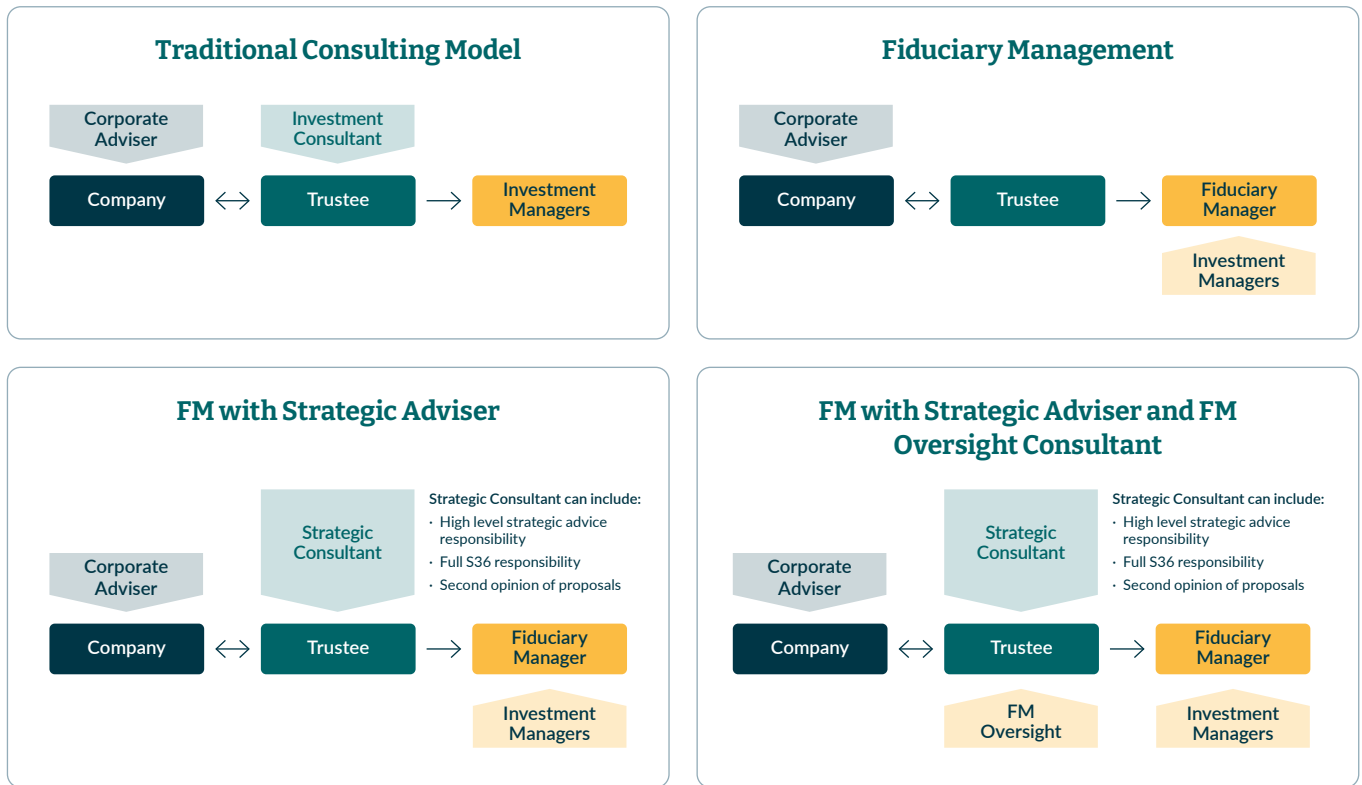 Traditional Consulting Model
Corporate
Adviser
Investment
Consultant
Company
Trustee
Investment
Managers
Fiduciary Management
Corporate
Adviser
Company
Trustee
Fiduciary
Manager
Investment
Managers
FM with Strategic Adviser
Strategic
Consultant
Strategic Consultant can include:
· High level strategic advice
responsibility
· Full S36 responsibility
· Second opinion of proposals
Corporate
Adviser
Company
Trustee
Fiduciary
Manager
Investment
Managers
FM with Strategic Adviser and FM
Oversight Consultant
Strategic
Consultant
Strategic Consultant can include:
· High level strategic advice
responsibility
· Full S36 responsibility
· Second opinion of proposals
Corporate
Adviser
Company
Trustee
Fiduciary
Manager
FM
Oversight
Investment
Managers